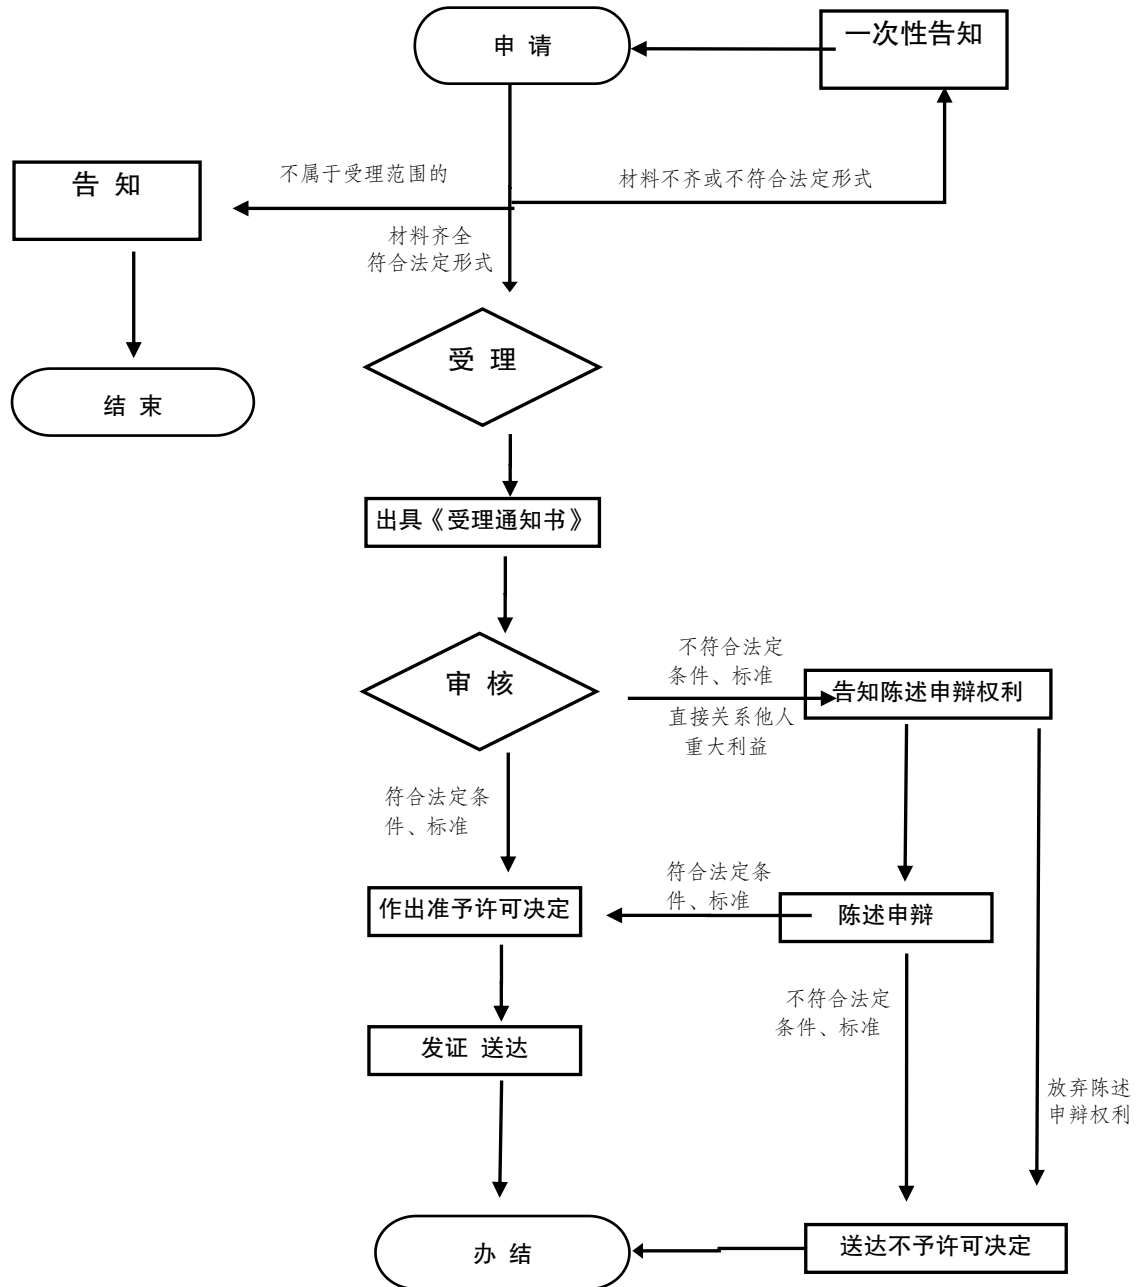 申 请
一次性告知
告 知
不属于受理范围的
材料不齐或不符合法定形式
材料齐全
符合法定形式
受 理
结 束
出具《受理通知书》
审 核
不符合法定
条件、标准
告知陈述申辩权利
直接关系他人
重大利益
符合法定条
件、标准
符合法定条
件、标准
作出准予许可决定
陈述申辩
不符合法定
条件、标准
发证 送达
放弃陈述
申辩权利
办 结
送达不予许可决定